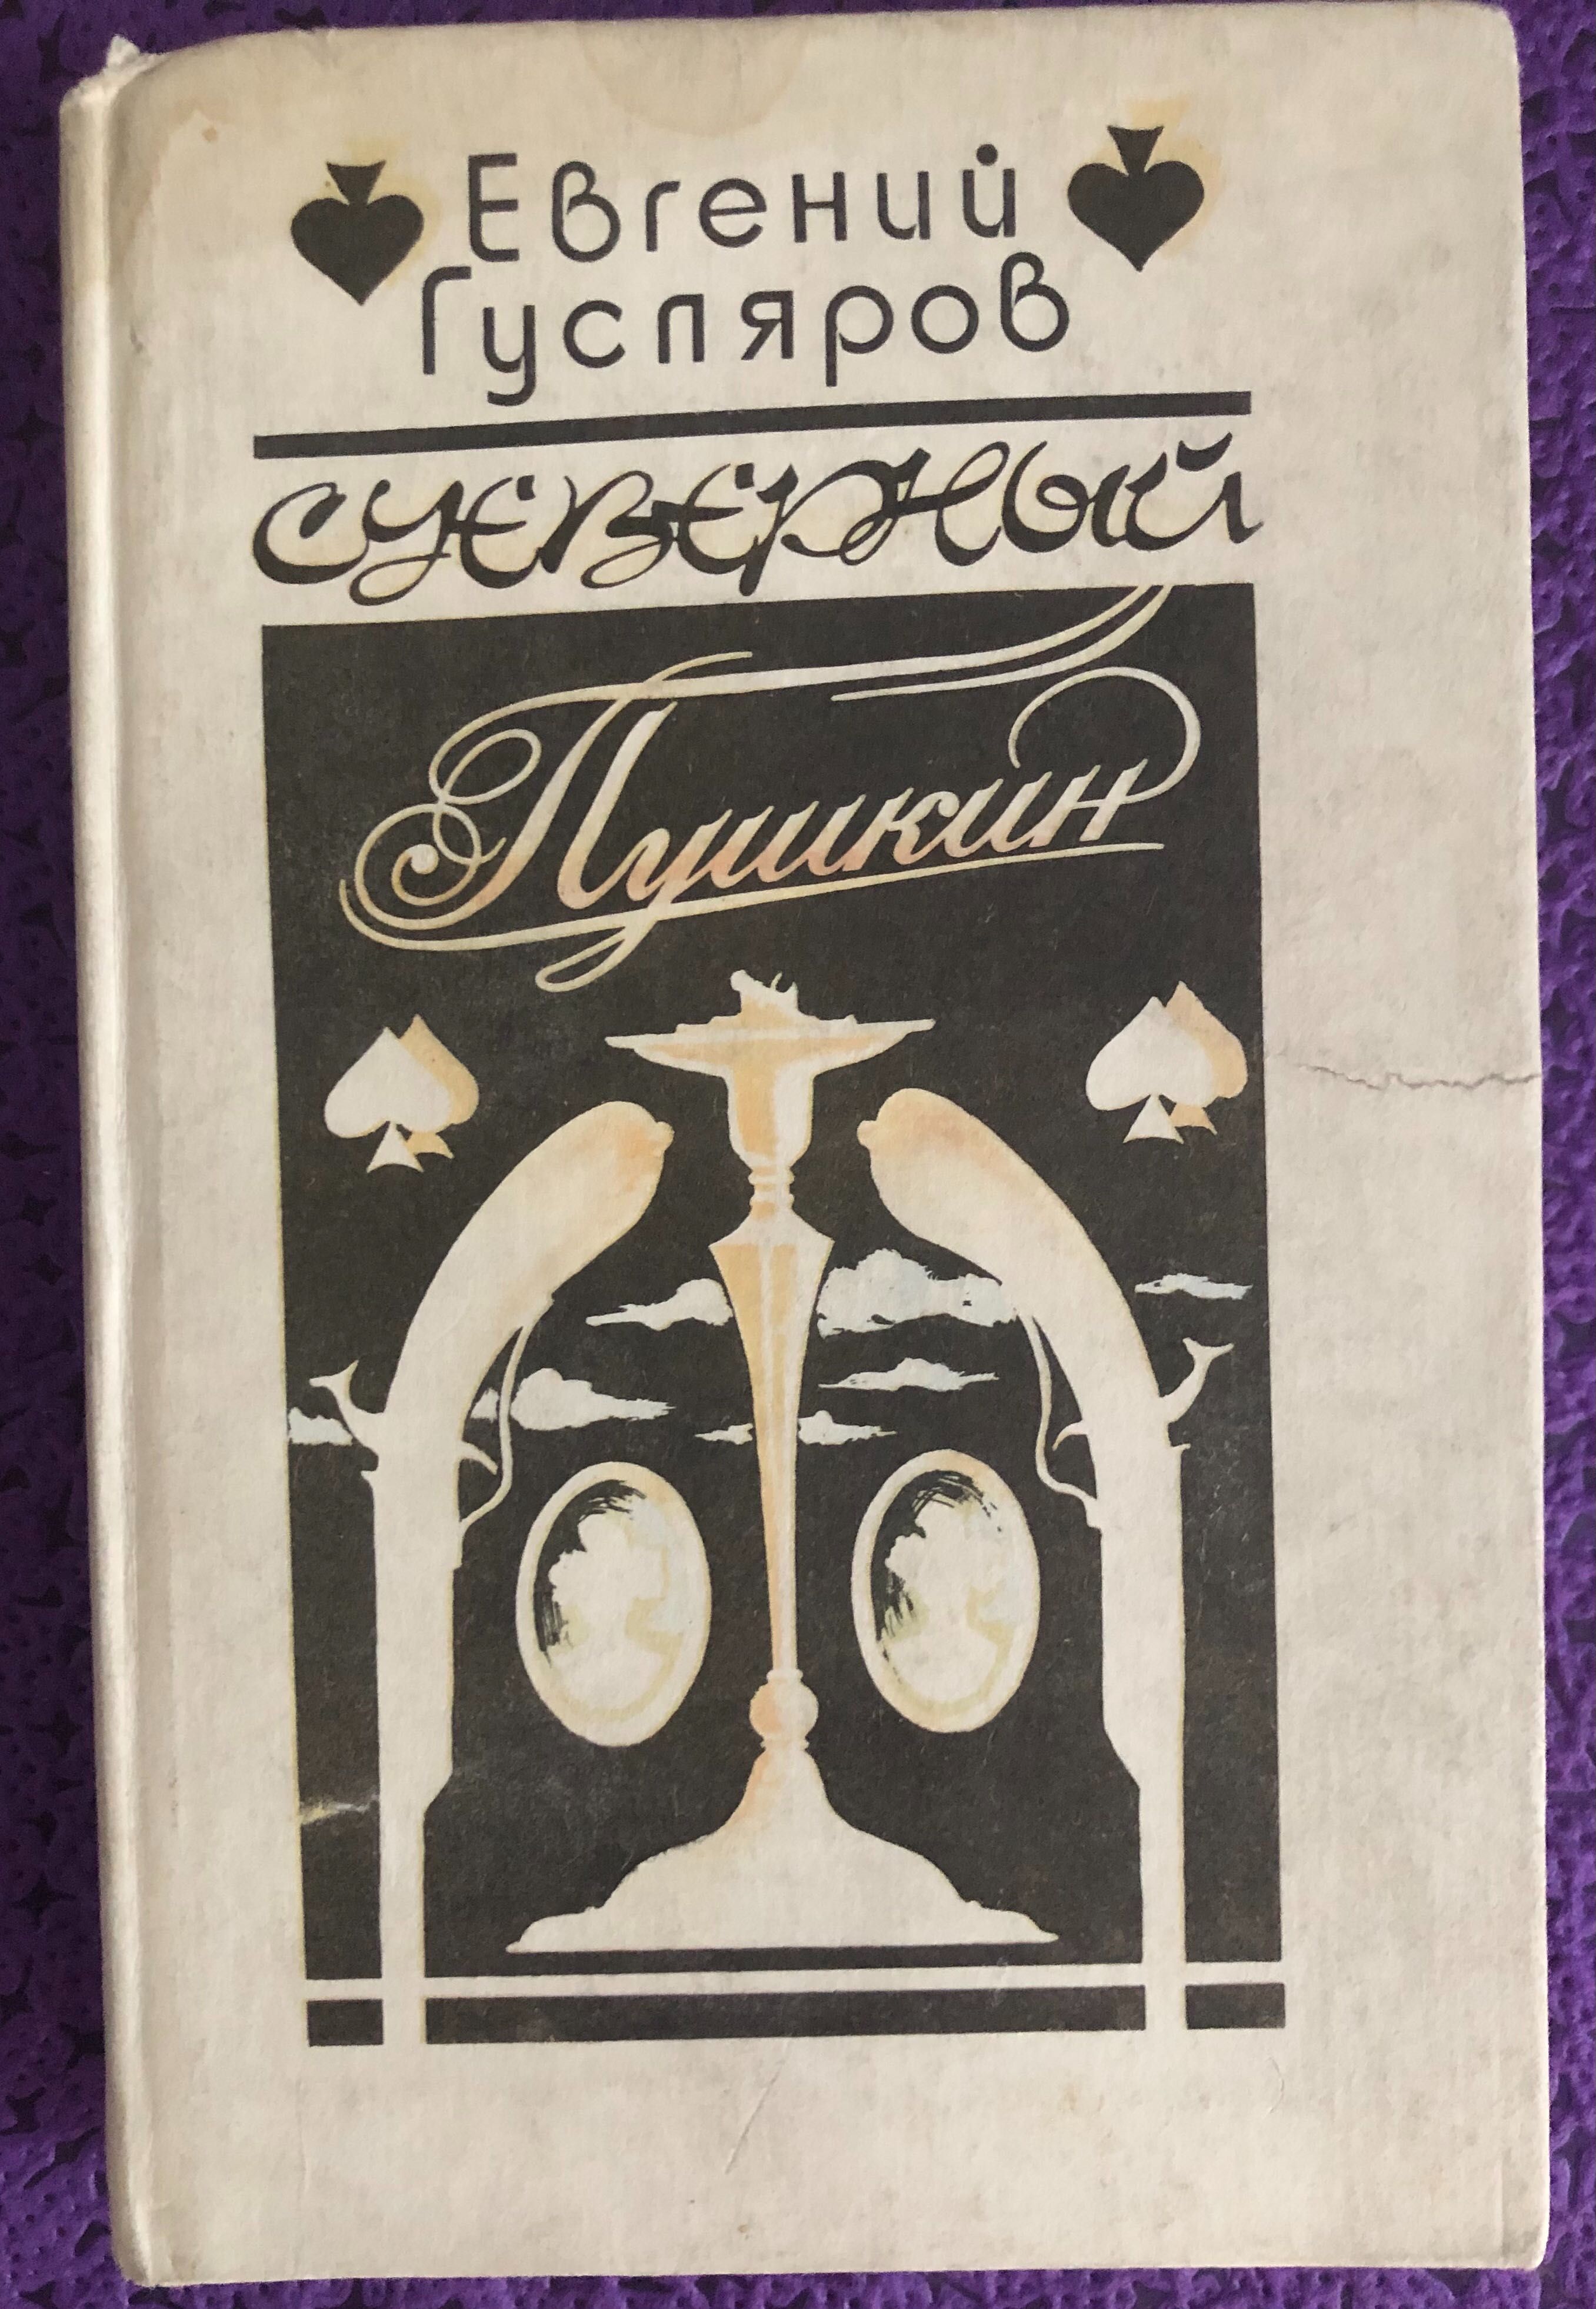 Евгений
Гусляров
суеверный
Пушкин